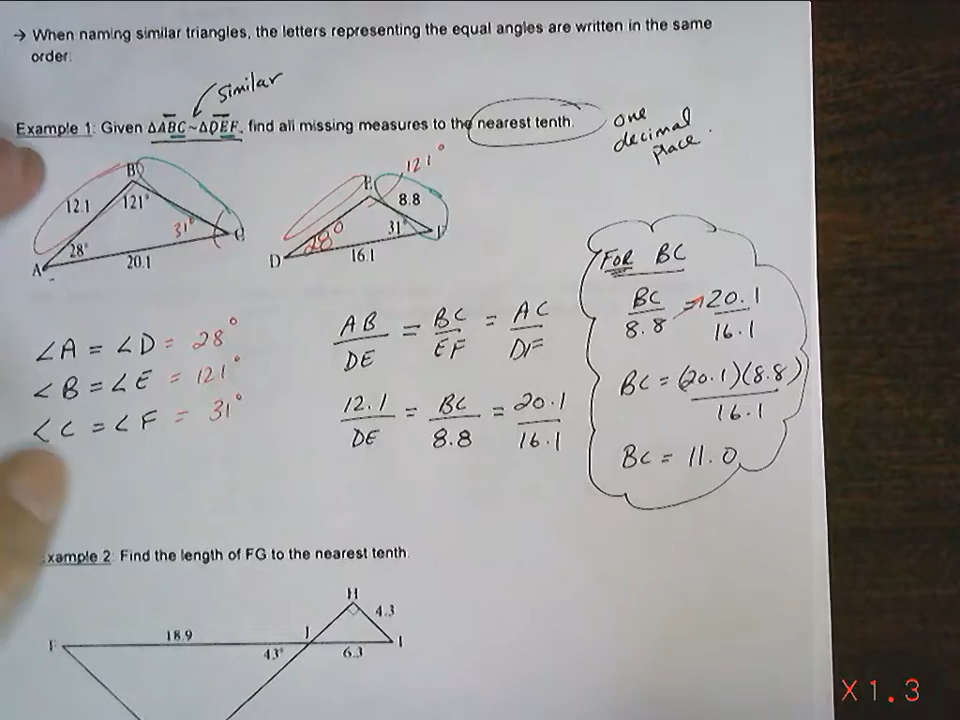 → When naming similar triangles, the letters representing the equal angles are written in the same
order.
Similar
Example 1: Given ΔABC ~ ΔDEF, find all missing measures to the nearest tenth.
one
decimal
place.
B
12.1
121°
31°
28°
A
20.1
C
E
121°
8.8
28°
31°
D
16.1
∠A = ∠D = 28°
∠B = ∠E = 121°
∠C = ∠F = 31°
AB/DE = BC/EF = AC/DF
12.1/DE = BC/8.8 = 20.1/16.1
FOR BC
BC/8.8 = 20.1/16.1
BC = (20.1)(8.8)/16.1
BC = 11.0
xample 2: Find the length of FG to the nearest tenth.
H
4.3
F
18.9
J
I
43°
6.3
X1.3